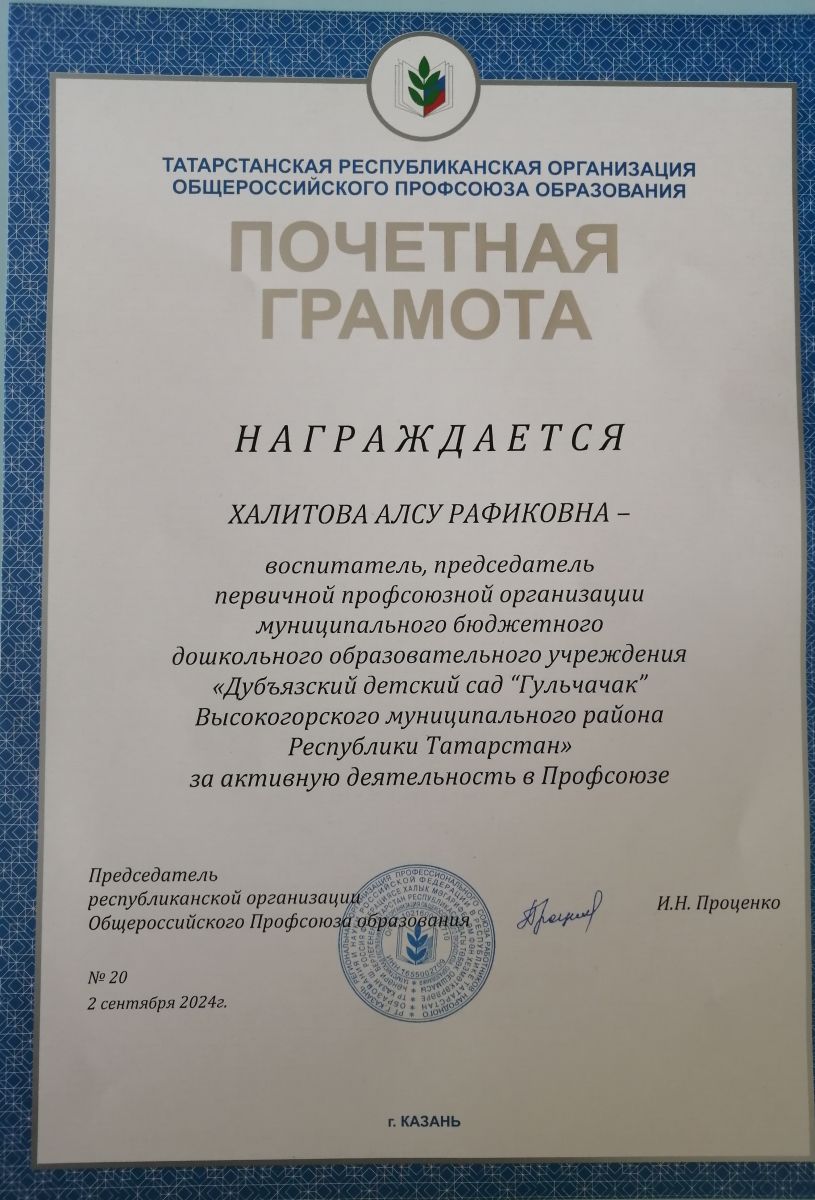 ТАТАРСТАНСКАЯ РЕСПУБЛИКАНСКАЯ ОРГАНИЗАЦИЯ
ОБЩЕРОССИЙСКОГО ПРОФСОЮЗА ОБРАЗОВАНИЯ
ПОЧЕТНАЯ
ГРАМОТА
НАГРАЖДАЕТСЯ
ХАЛИТОВА АЛСУ РАФИКОВНА –
воспитатель, председатель
первичной профсоюзной организации
муниципального бюджетного
дошкольного образовательного учреждения
«Дубъязский детский сад “Гульчачак”
Высокогорского муниципального района
Республики Татарстан»
за активную деятельность в Профсоюзе
Председатель
республиканской организации
Общероссийского Профсоюза образования
И.Н. Проценко
№ 20
2 сентября 2024г.
г. КАЗАНЬ